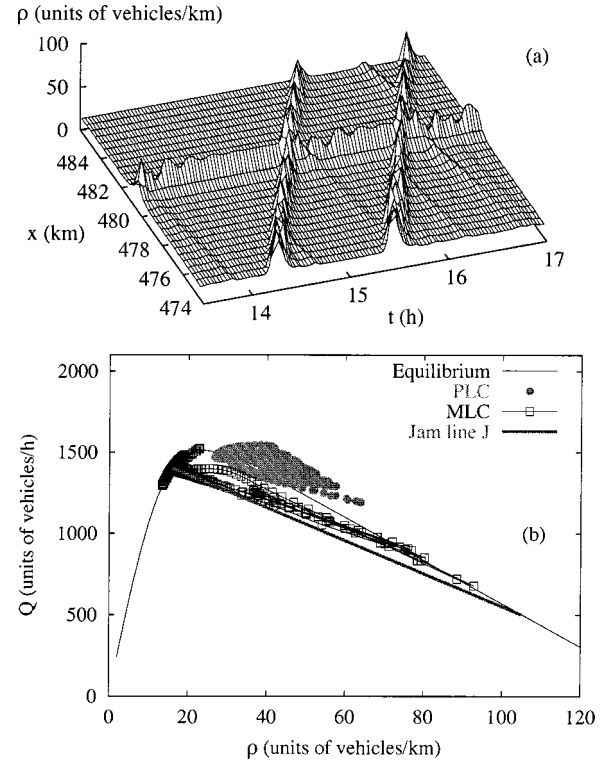 ρ (units of vehicles/km)
(a)
100
50
0
484
482
480
478
476
474
x (km)
14
15
16
17
t (h)
2000
1500
1000
500
0
Q (units of vehicles/h)
Equilibrium
PLC
MLC
Jam line J
(b)
0
20
40
60
80
100
120
ρ (units of vehicles/km)